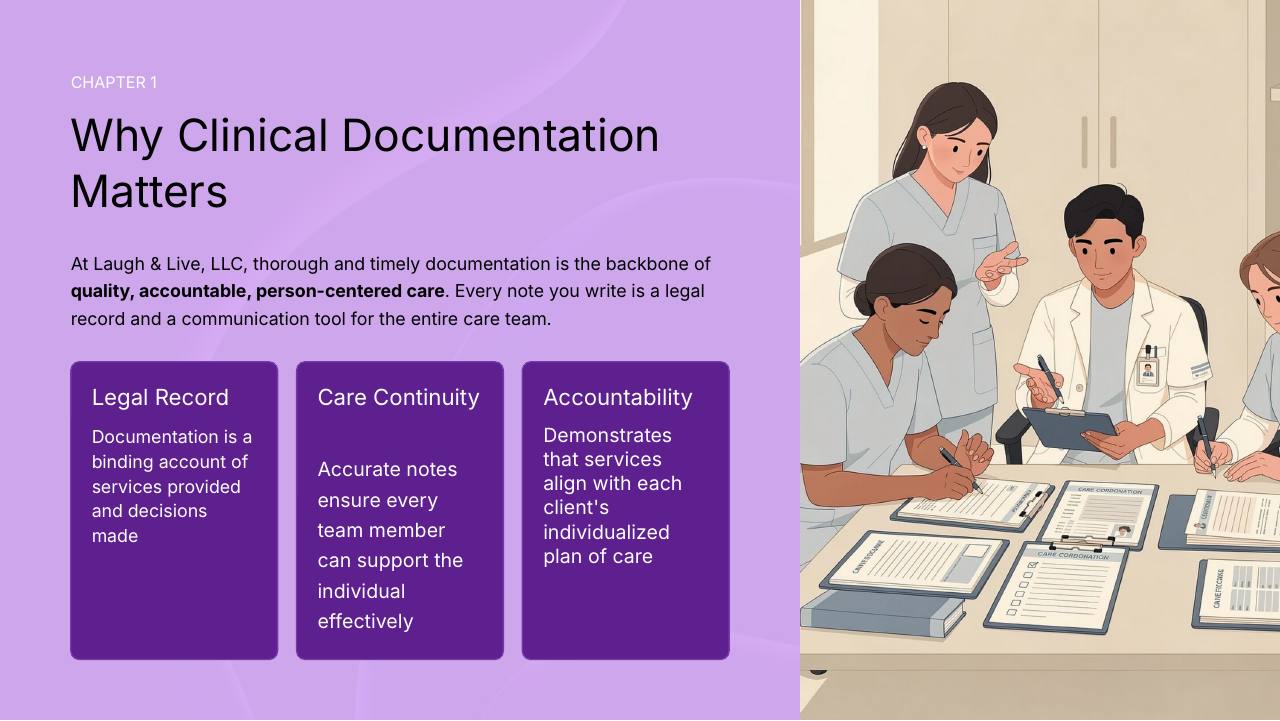 CHAPTER 1
Why Clinical Documentation
Matters
At Laugh & Live, LLC, thorough and timely documentation is the backbone of
quality, accountable, person-centered care. Every note you write is a legal
record and a communication tool for the entire care team.
Legal Record
Documentation is a
binding account of
services provided
and decisions
made
Care Continuity
Accurate notes
ensure every
team member
can support the
individual
effectively
Accountability
Demonstrates
that services
align with each
client's
individualized
plan of care
CARE CORDONATION
CARE CORDONATION